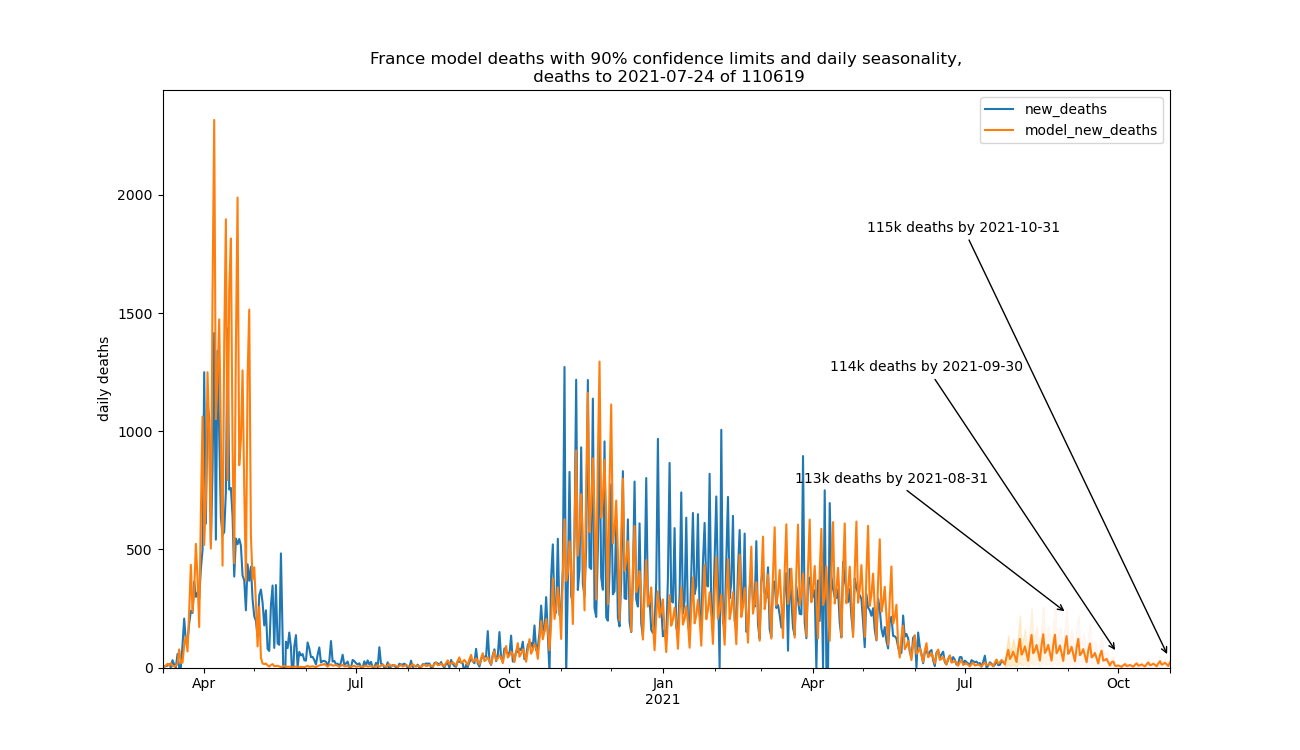 France model deaths with 90% confidence limits and daily seasonality,
deaths to 2021-07-24 of 110619
new_deaths
model_new_deaths
daily deaths
2000
1500
1000
500
0
115k deaths by 2021-10-31
114k deaths by 2021-09-30
113k deaths by 2021-08-31
Apr
Jul
Oct
Jan
2021
Apr
Jul
Oct